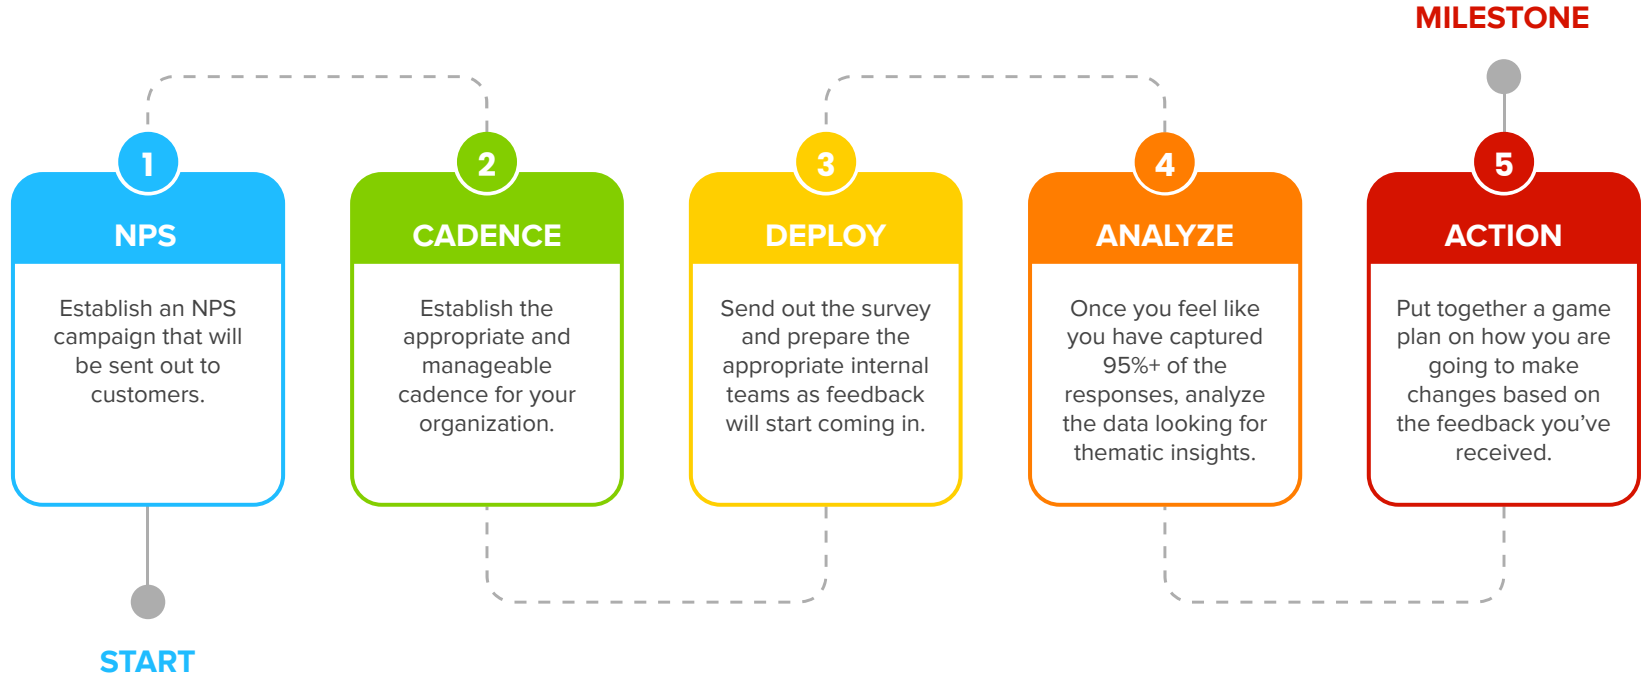 MILESTONE
1
NPS
Establish an NPS
campaign that will
be sent out to
customers.
2
CADENCE
Establish the
appropriate and
manageable
cadence for your
organization.
3
DEPLOY
Send out the survey
and prepare the
appropriate internal
teams as feedback
will start coming in.
4
ANALYZE
Once you feel like
you have captured
95%+ of the
responses, analyze
the data looking for
thematic insights.
5
ACTION
Put together a game
plan on how you are
going to make
changes based on
the feedback you’ve
received.
START